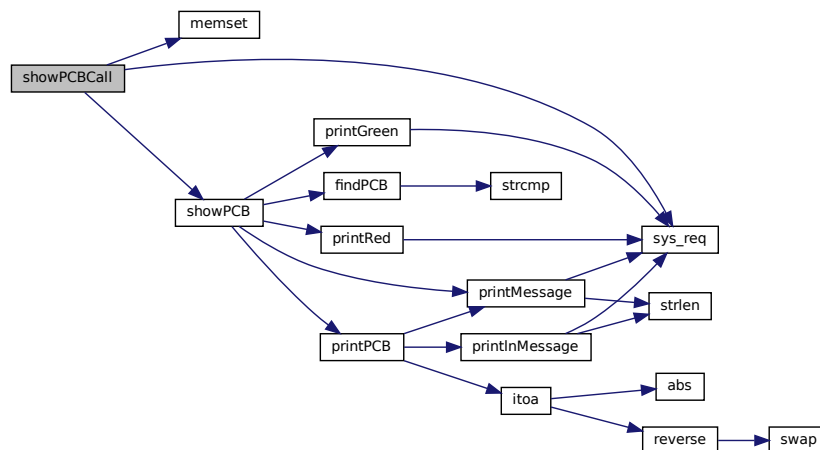 memset
showPCBCall
printGreen
findPCB
strcmp
showPCB
printRed
sys_req
printMessage
strlen
printPCB
printlnMessage
abs
itoa
reverse
swap